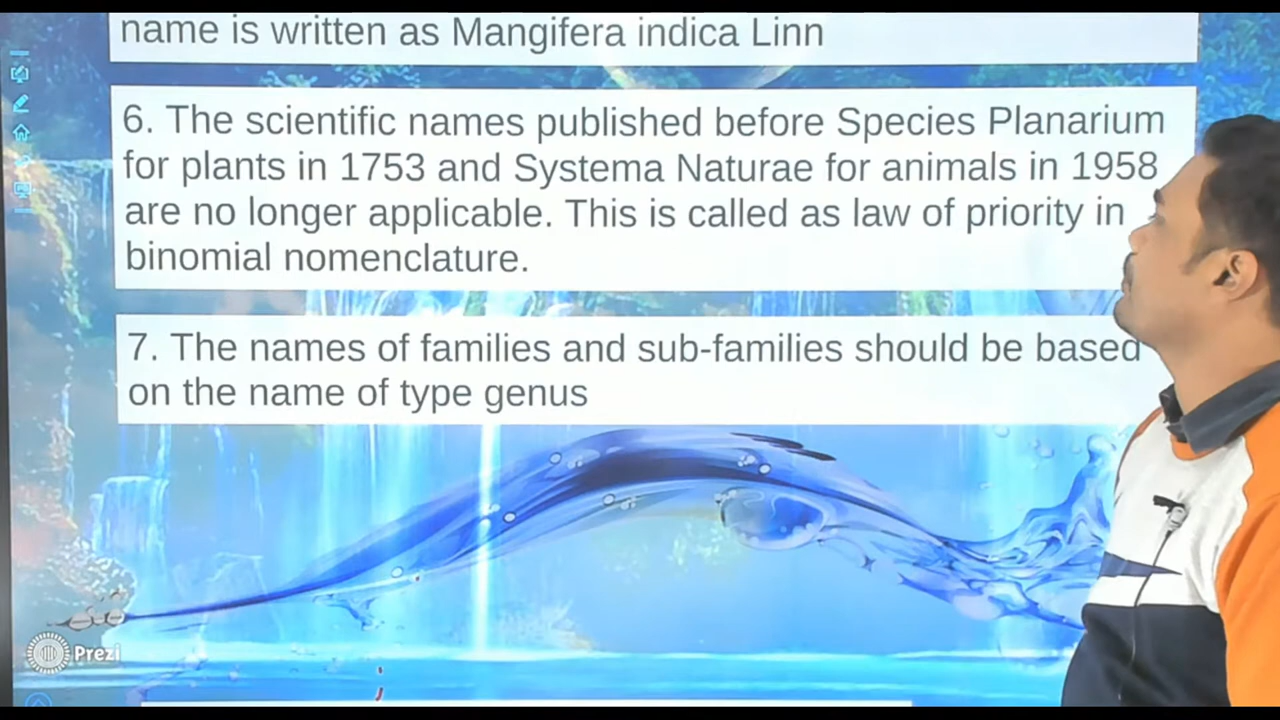 name is written as Mangifera indica Linn
6. The scientific names published before Species Planarium
for plants in 1753 and Systema Naturae for animals in 1958
are no longer applicable. This is called as law of priority in
binomial nomenclature.
7. The names of families and sub-families should be based
on the name of type genus
Prezi